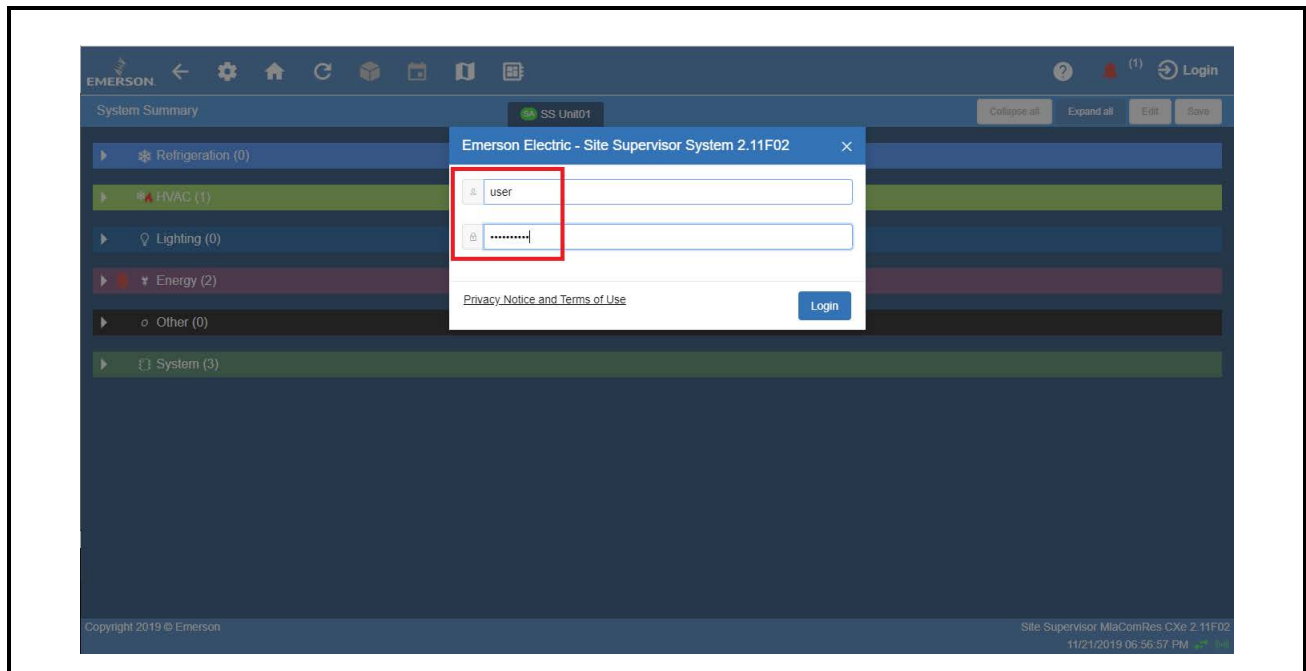 EMERSON
(1) Login
System Summary
SA SS Unit01
Collapse all Expand all Edit Save
Emerson Electric - Site Supervisor System 2.11F02 ×
Refrigeration (0)
HVAC (1)
user
Lighting (0)
••••••••••
Energy (2)
Privacy Notice and Terms of Use
Login
Other (0)
System (3)
Copyright 2019 © Emerson
Site Supervisor MlaComRes CXe 2.11F02
11/21/2019 06:56:57 PM